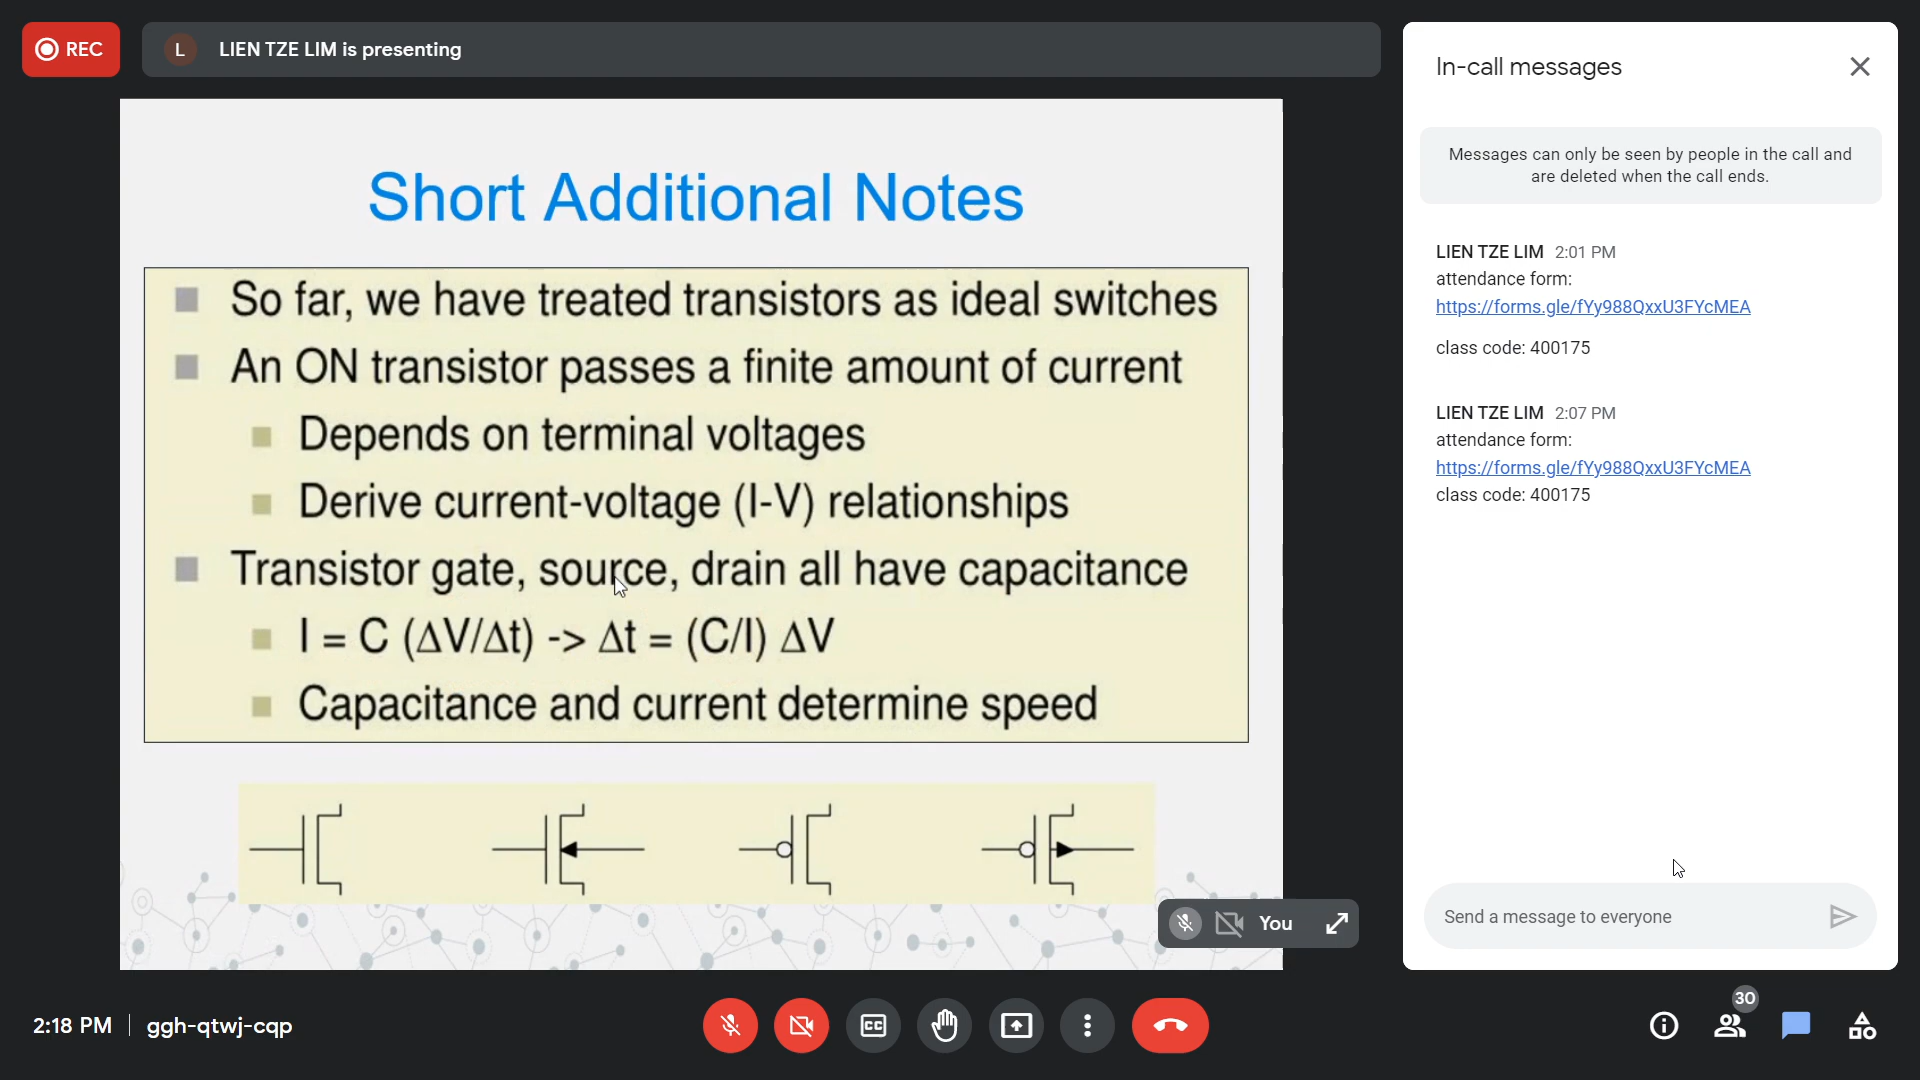 REC
L
LIEN TZE LIM is presenting
Short Additional Notes
So far, we have treated transistors as ideal switches
An ON transistor passes a finite amount of current
Depends on terminal voltages
Derive current-voltage (I-V) relationships
Transistor gate, source, drain all have capacitance
I = C (ΔV/Δt) -> Δt = (C/I) ΔV
Capacitance and current determine speed
You
In-call messages
Messages can only be seen by people in the call and
are deleted when the call ends.
LIEN TZE LIM 2:01 PM
attendance form:
https://forms.gle/fYy988QxxU3FYcMEA
class code: 400175
LIEN TZE LIM 2:07 PM
attendance form:
https://forms.gle/fYy988QxxU3FYcMEA
class code: 400175
Send a message to everyone
2:18 PM | ggh-qtwj-cqp
CC
30